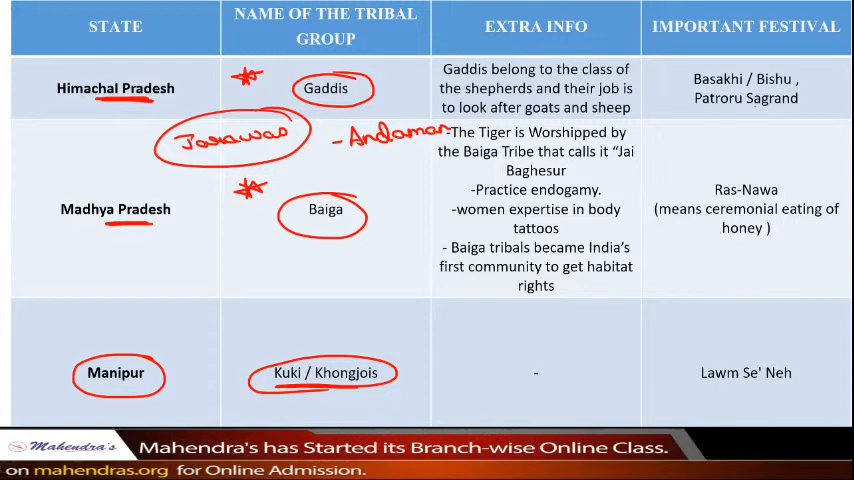 STATE
NAME OF THE TRIBAL
GROUP
EXTRA INFO
IMPORTANT FESTIVAL
Himachal Pradesh
Gaddis
Gaddis belong to the class of
the shepherds and their job is
to look after goats and sheep
Basakhi / Bishu ,
Patroru Sagrand
Jarawas
- Andaman
Madhya Pradesh
Baiga
The Tiger is Worshipped by
the Baiga Tribe that calls it “Jai
Baghesur
-Practice endogamy.
-women expertise in body
tattoos
- Baiga tribals became India’s
first community to get habitat
rights
Ras-Nawa
(means ceremonial eating of
honey )
Manipur
Kuki / Khongjois
-
Lawm Se' Neh
Mahendra's
Mahendra's has Started its Branch-wise Online Class.
on mahendras.org for Online Admission.